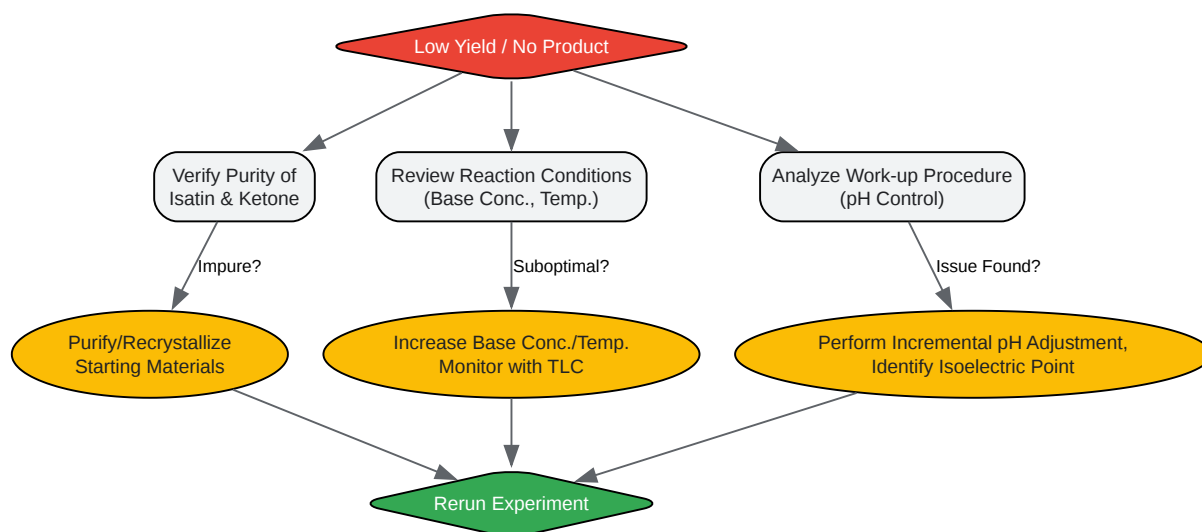 Low Yield / No Product
Verify Purity of
Isatin & Ketone
Review Reaction Conditions
(Base Conc., Temp.)
Analyze Work-up Procedure
(pH Control)
Impure?
Suboptimal?
Issue Found?
Purify/Recrystallize
Starting Materials
Increase Base Conc./Temp.
Monitor with TLC
Perform Incremental pH Adjustment,
Identify Isoelectric Point
Rerun Experiment